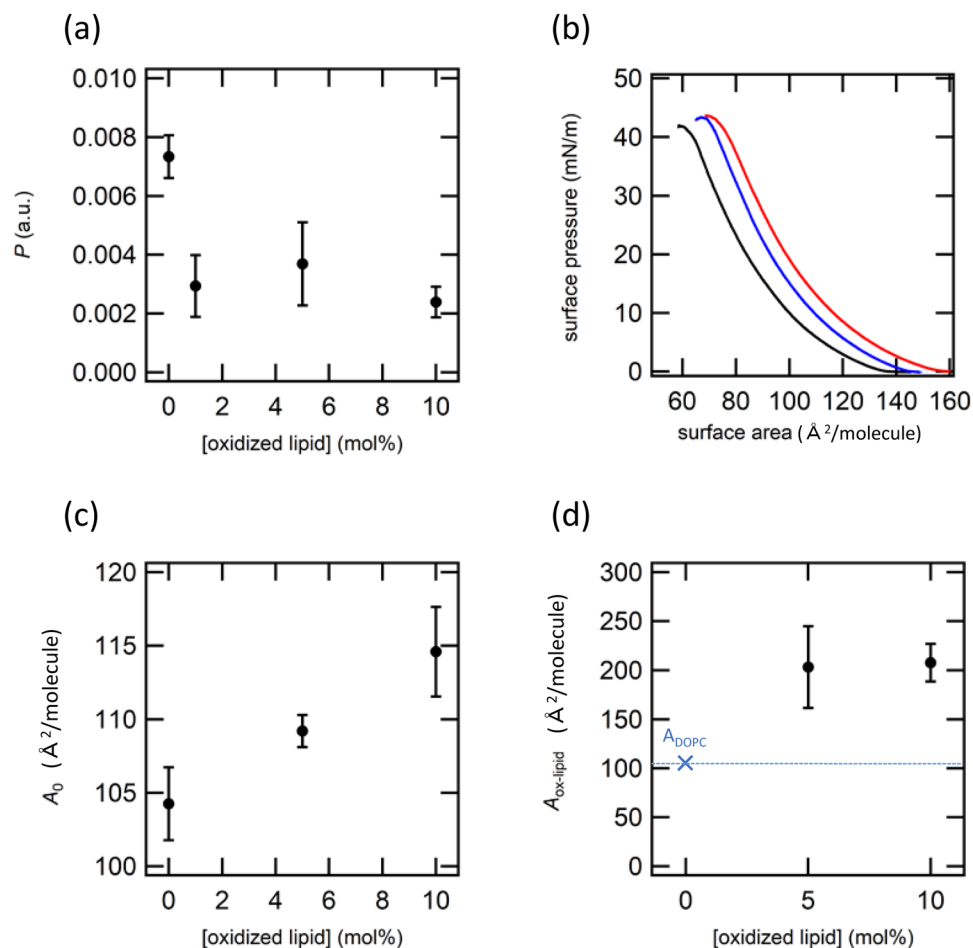 (a)
0.010
0.008
0.006
0.004
0.002
0.000
P (a.u.)
0 2 4 6 8 10
[oxidized lipid] (mol%)
(b)
50
40
30
20
10
0
surface pressure (mN/m)
60 80 100 120 140 160
surface area (Å²/molecule)
(c)
120
115
110
105
100
A₀ (Å²/molecule)
0 2 4 6 8 10
[oxidized lipid] (mol%)
(d)
300
250
200
150
100
50
0
A_ox-lipid (Å²/molecule)
A_DOPC
0 5 10
[oxidized lipid] (mol%)